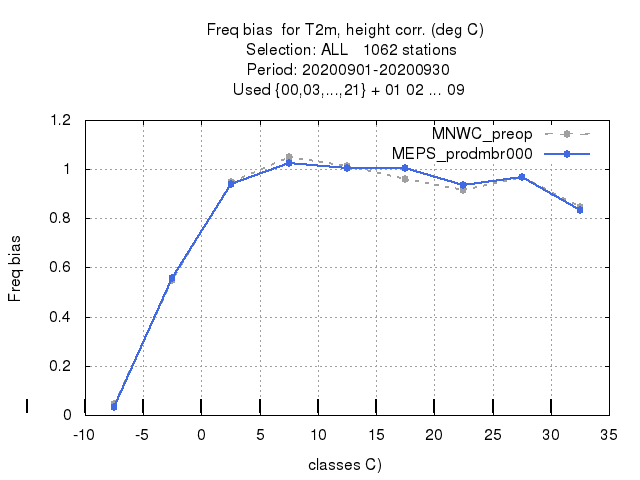 Freq bias for T2m, height corr. (deg C)
Selection: ALL 1062 stations
Period: 20200901-20200930
Used {00,03,...,21} + 01 02 ... 09
MNWC_preop
MEPS_prodmbr000
Freq bias
1.2
1
0.8
0.6
0.4
0.2
0
-10 -5 0 5 10 15 20 25 30 35
classes C)